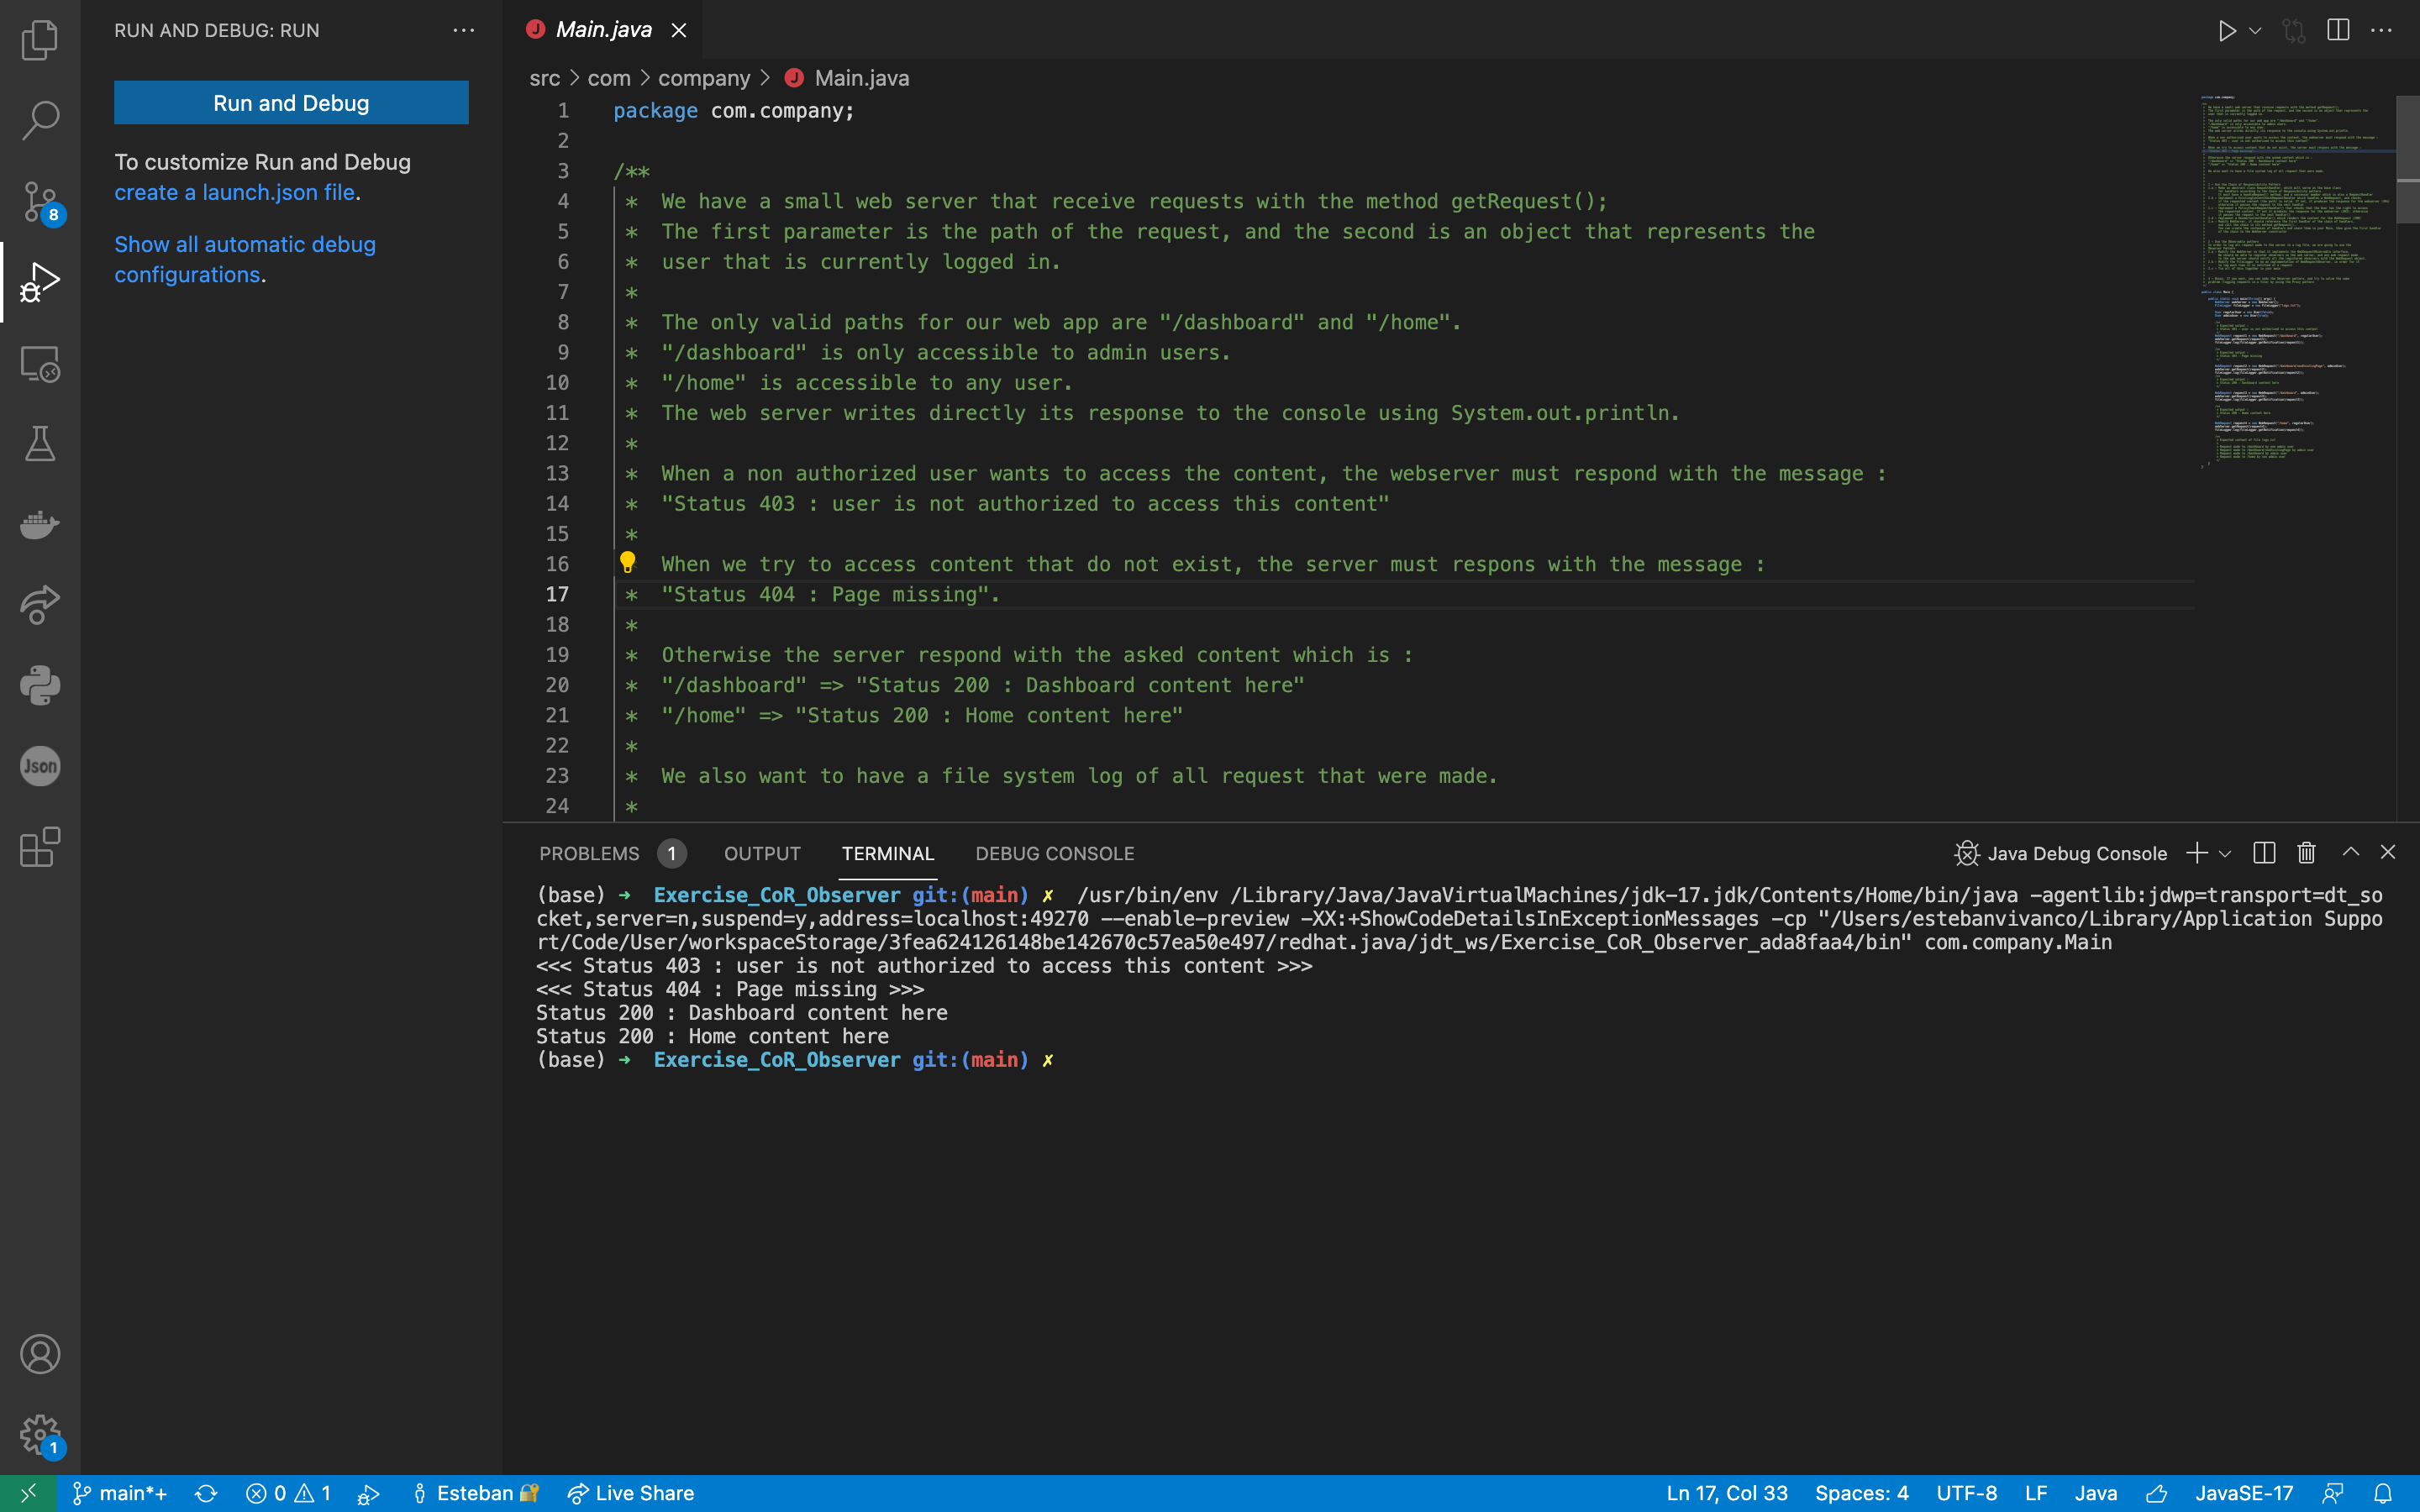 RUN AND DEBUG: RUN
Run and Debug
To customize Run and Debug
create a launch.json file.
Show all automatic debug
configurations.
8
Json
1
Main.java
src > com > company > Main.java
1 package com.company;
2
3 /**
4 * We have a small web server that receive requests with the method getRequest();
5 * The first parameter is the path of the request, and the second is an object that represents the
6 * user that is currently logged in.
7 *
8 * The only valid paths for our web app are "/dashboard" and "/home".
9 * "/dashboard" is only accessible to admin users.
10 * "/home" is accessible to any user.
11 * The web server writes directly its response to the console using System.out.println.
12 *
13 * When a non authorized user wants to access the content, the webserver must respond with the message :
14 * "Status 403 : user is not authorized to access this content"
15 *
16 * When we try to access content that do not exist, the server must respons with the message :
17 * "Status 404 : Page missing".
18 *
19 * Otherwise the server respond with the asked content which is :
20 * "/dashboard" => "Status 200 : Dashboard content here"
21 * "/home" => "Status 200 : Home content here"
22 *
23 * We also want to have a file system log of all request that were made.
24 *
PROBLEMS 1 OUTPUT TERMINAL DEBUG CONSOLE Java Debug Console
(base) ➜ Exercise_CoR_Observer git:(main) ✗ /usr/bin/env /Library/Java/JavaVirtualMachines/jdk-17.jdk/Contents/Home/bin/java -agentlib:jdwp=transport=dt_so
cket,server=n,suspend=y,address=localhost:49270 --enable-preview -XX:+ShowCodeDetailsInExceptionMessages -cp "/Users/estebanvivanco/Library/Application Suppo
rt/Code/User/workspaceStorage/3fea624126148be142670c57ea50e497/redhat.java/jdt_ws/Exercise_CoR_Observer_ada8faa4/bin" com.company.Main
<<< Status 403 : user is not authorized to access this content >>>
<<< Status 404 : Page missing >>>
Status 200 : Dashboard content here
Status 200 : Home content here
(base) ➜ Exercise_CoR_Observer git:(main) ✗
main*+ 0 1 Esteban Live Share Ln 17, Col 33 Spaces: 4 UTF-8 LF Java JavaSE-17